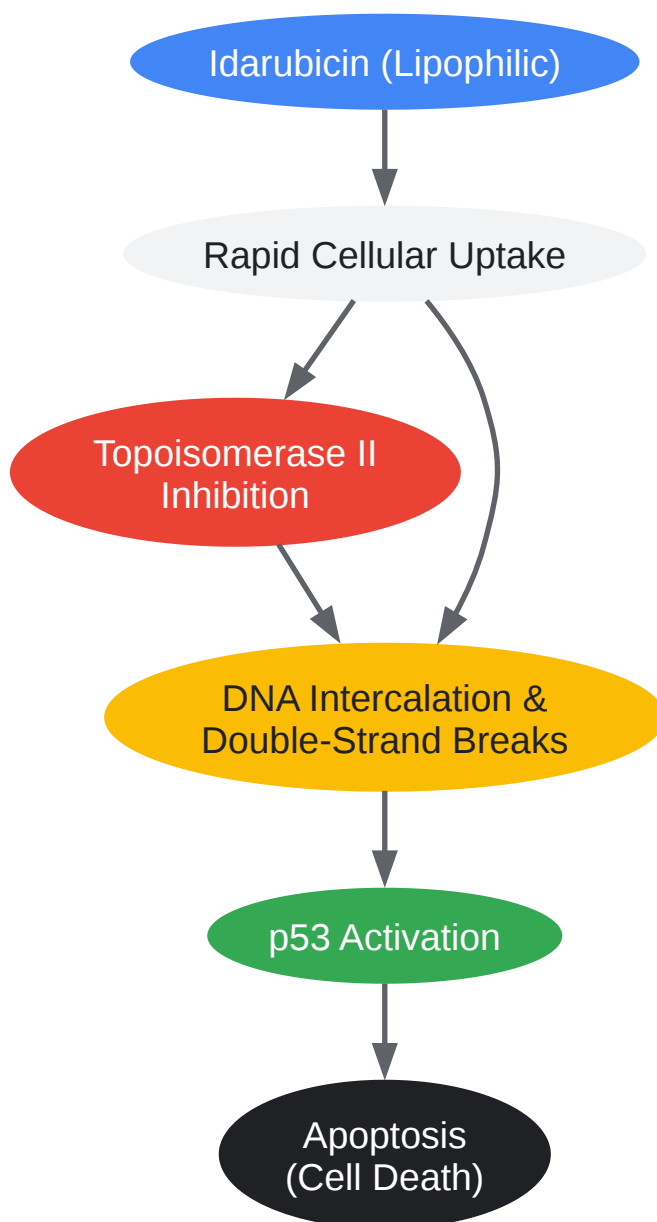 Idarubicin (Lipophilic)
Rapid Cellular Uptake
Topoisomerase II
Inhibition
DNA Intercalation &
Double-Strand Breaks
p53 Activation
Apoptosis
(Cell Death)